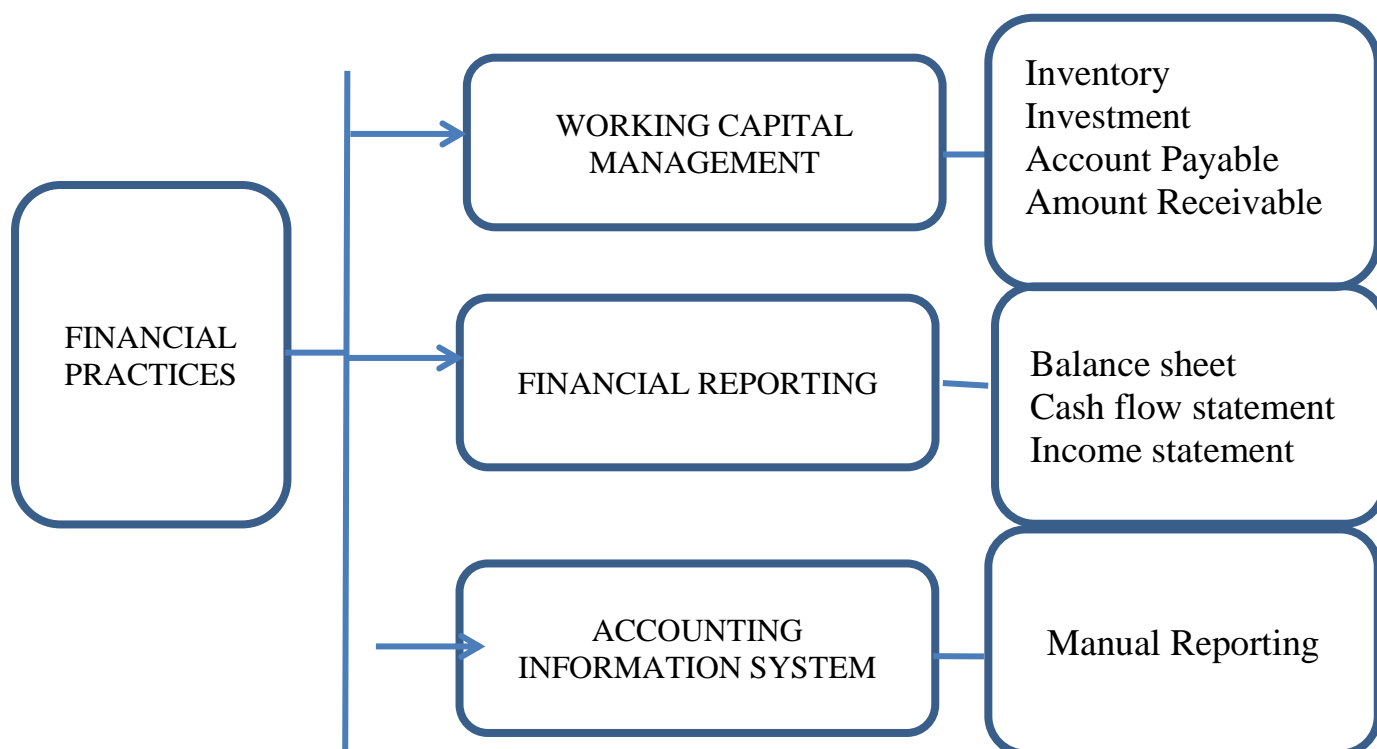 FINANCIAL
PRACTICES
WORKING CAPITAL
MANAGEMENT
Inventory
Investment
Account Payable
Amount Receivable
FINANCIAL REPORTING
Balance sheet
Cash flow statement
Income statement
ACCOUNTING
INFORMATION SYSTEM
Manual Reporting